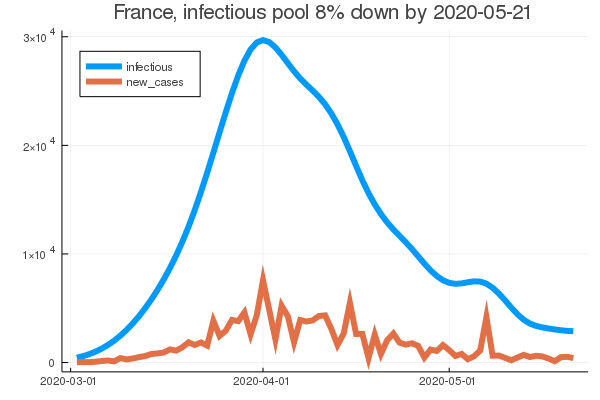 France, infectious pool 8% down by 2020-05-21
3×10⁴
infectious
new_cases
2×10⁴
1×10⁴
0
2020-03-01 2020-04-01 2020-05-01